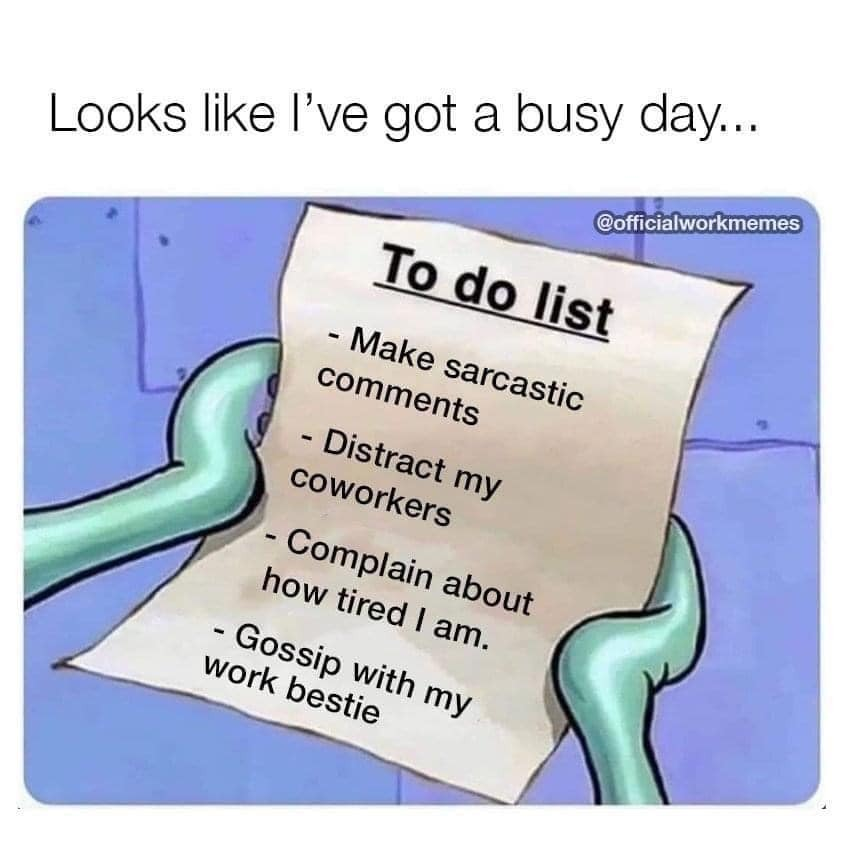 Looks like I've got a busy day...
@officialworkmemes
To do list
- Make sarcastic
comments
- Distract my
coworkers
- Complain about
how tired I am.
- Gossip with my
work bestie